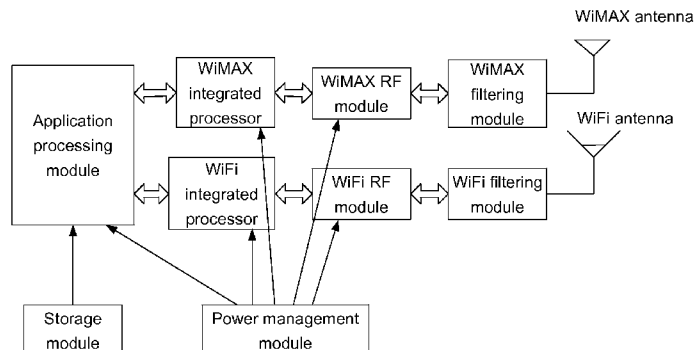 WiMAX antenna
WiMAX
integrated
processor
WiMAX RF
module
WiMAX
filtering
module
Application
processing
module
WiFi antenna
WiFi
integrated
processor
WiFi RF
module
WiFi filtering
module
Storage
module
Power management
module